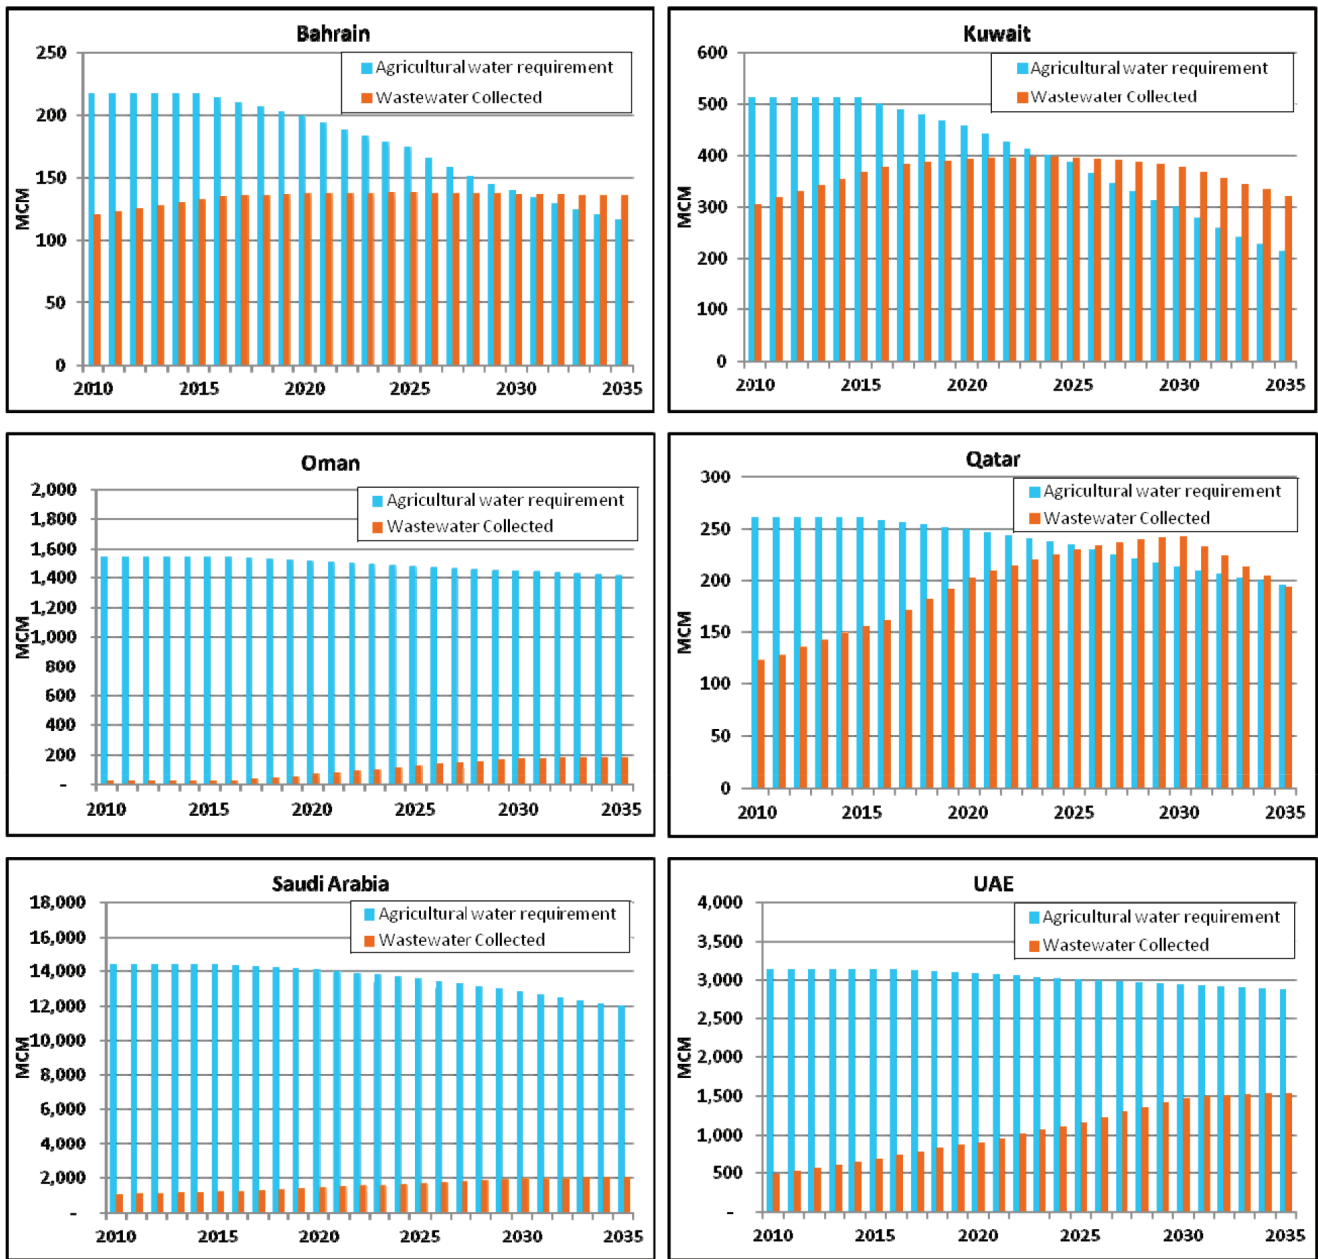 Bahrain
250
200
150
100
50
0
MCM
Agricultural water requirement
Wastewater Collected
2010 2015 2020 2025 2030 2035
Kuwait
600
500
400
300
200
100
0
MCM
Agricultural water requirement
Wastewater Collected
2010 2015 2020 2025 2030 2035
Oman
2,000
1,800
1,600
1,400
1,200
1,000
800
600
400
200
-
MCM
Agricultural water requirement
Wastewater Collected
2010 2015 2020 2025 2030 2035
Qatar
300
250
200
150
100
50
0
MCM
Agricultural water requirement
Wastewater Collected
2010 2015 2020 2025 2030 2035
Saudi Arabia
18,000
16,000
14,000
12,000
10,000
8,000
6,000
4,000
2,000
-
MCM
Agricultural water requirement
Wastewater Collected
2010 2015 2020 2025 2030 2035
UAE
4,000
3,500
3,000
2,500
2,000
1,500
1,000
500
-
MCM
Agricultural water requirement
Wastewater Collected
2010 2015 2020 2025 2030 2035